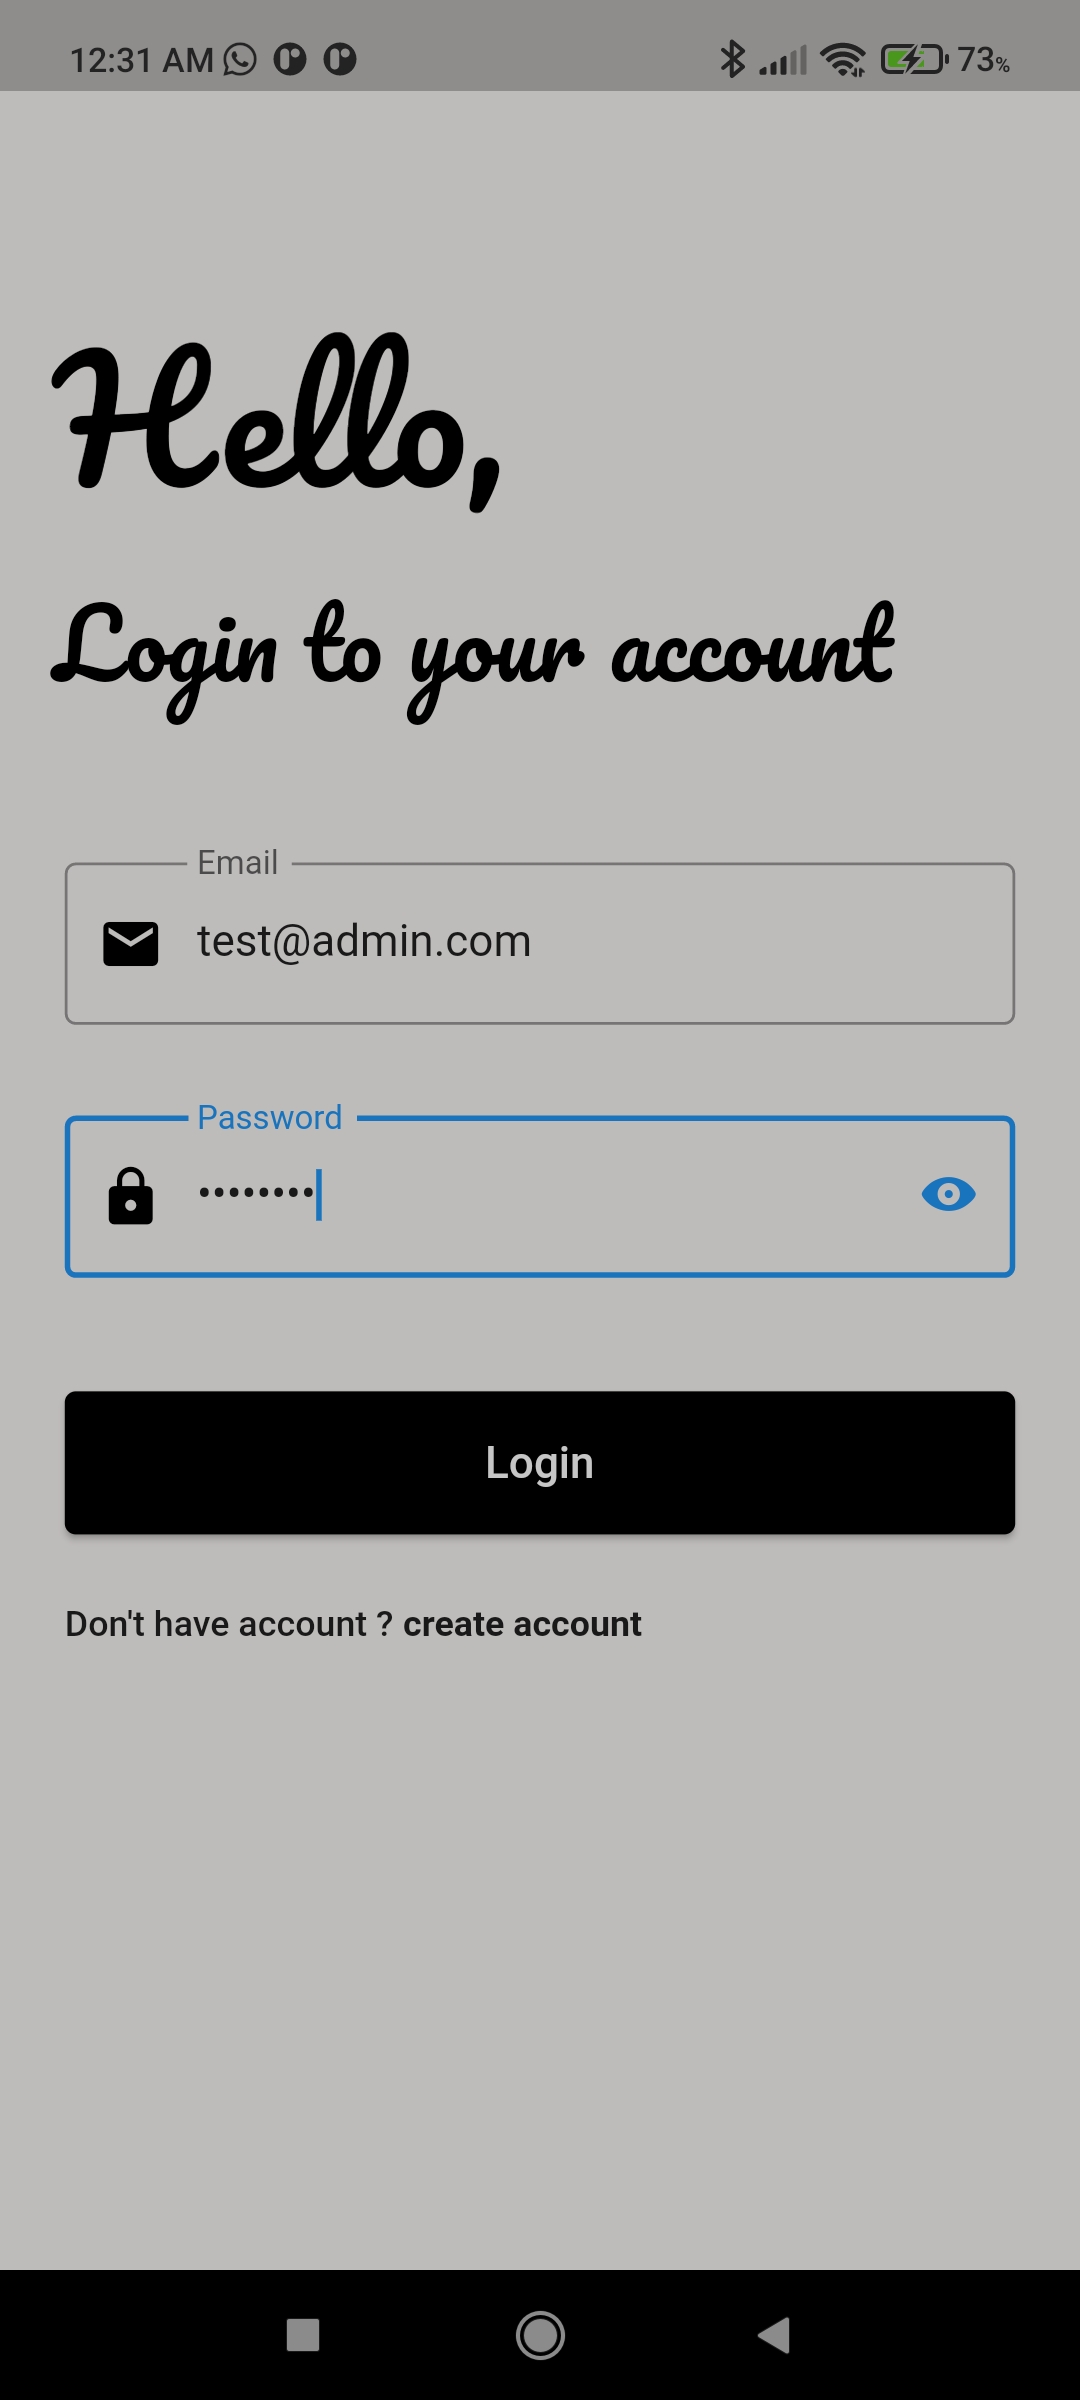 12:31 AM 73%
Hello,
Login to your account
Email
test@admin.com
Password
••••••••
Login
Don't have account ? create account